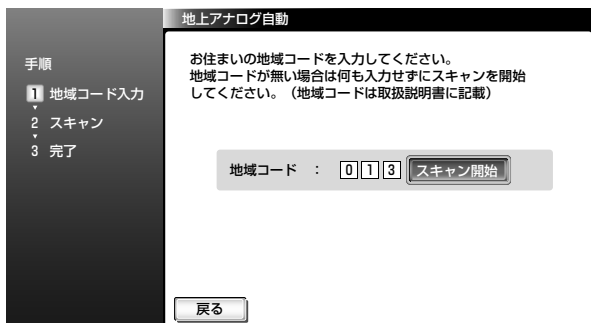 地上アナログ自動
手順
1 地域コード入力
2 スキャン
3 完了
お住まいの地域コードを入力してください。
地域コードが無い場合は何も入力せずにスキャンを開始
してください。（地域コードは取扱説明書に記載）
地域コード ： 0 1 3 スキャン開始
戻る